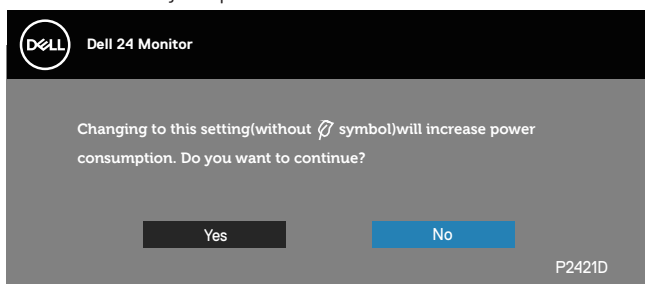 DELL
Dell 24 Monitor
Changing to this setting(without symbol)will increase power
consumption. Do you want to continue?
Yes
No
P2421D